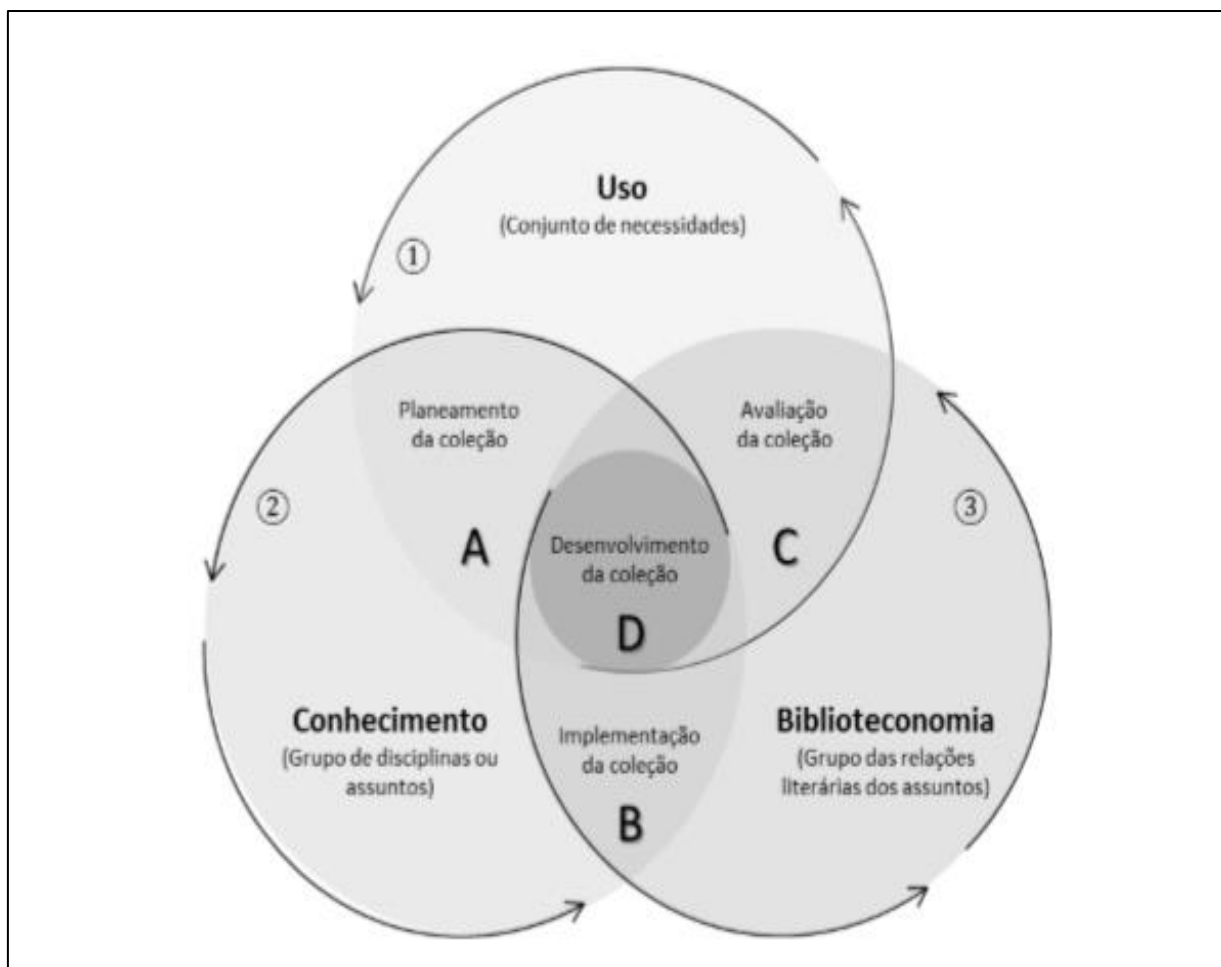 Uso
(Conjunto de necessidades)
①
Planeamento
da coleção
Avaliação
da coleção
②
③
A
C
Desenvolvimento
da coleção
D
Conhecimento
(Grupo de disciplinas ou
assuntos)
Implementação
da coleção
B
Biblioteconomia
(Grupo das relações
literárias dos assuntos)